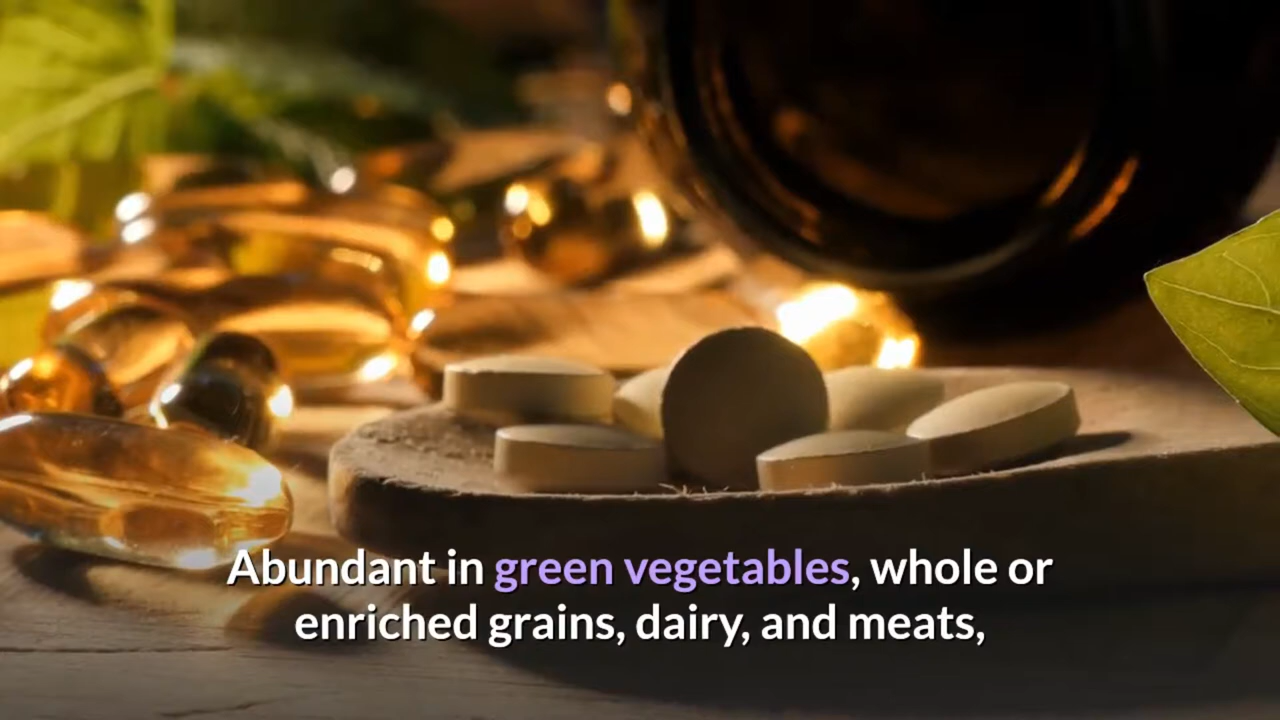 Abundant in green vegetables, whole or
enriched grains, dairy, and meats,